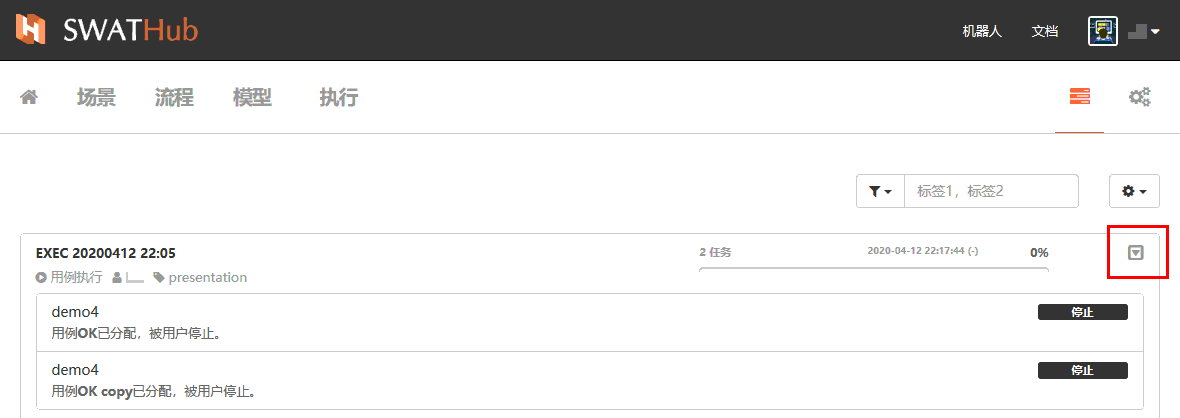 SWATHub 机器人 文档
场景 流程 模型 执行
标签1，标签2
EXEC 20200412 22:05 2 任务 2020-04-12 22:17:44 (-) 0%
用例执行 presentation
demo4 停止
用例OK已分配，被用户停止。
demo4 停止
用例OK copy已分配，被用户停止。